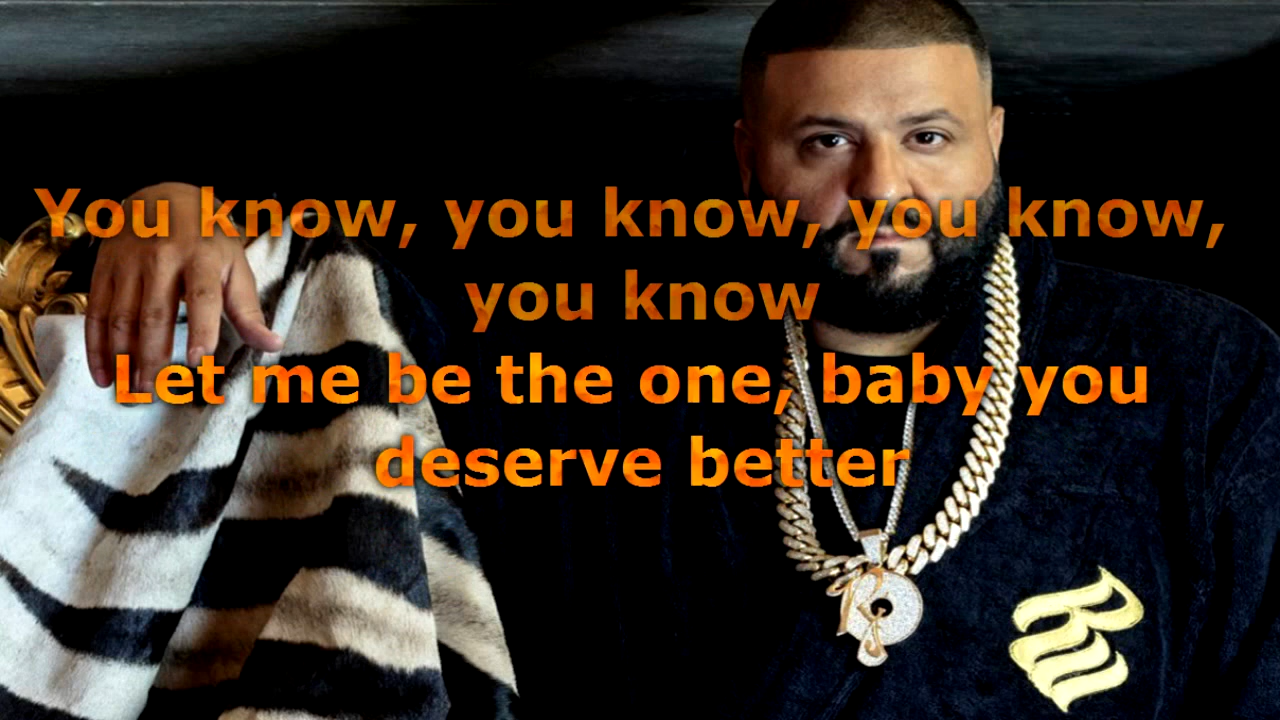 You know, you know, you know,
you know
Let me be the one, baby you
deserve better